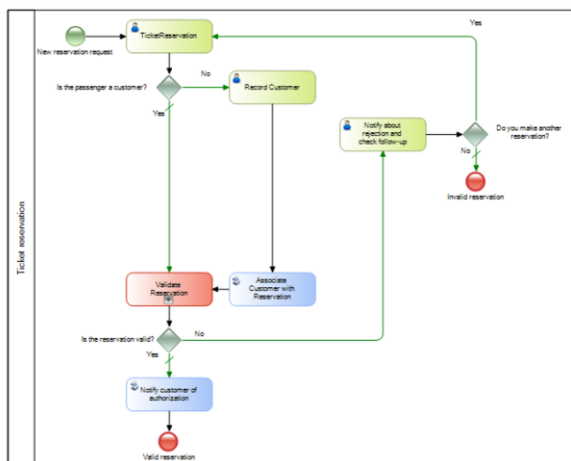 Yes
TicketReservation
New reservation request
Is the passenger a customer?
No
Record Customer
Yes
Notify about
rejection and
check follow-up
Do you make another
reservation?
No
Invalid reservation
Ticket reservation
Validate
Reservation
Associate
Customer with
Reservation
Is the reservation valid?
No
Yes
Notify customer of
authorization
Valid reservation